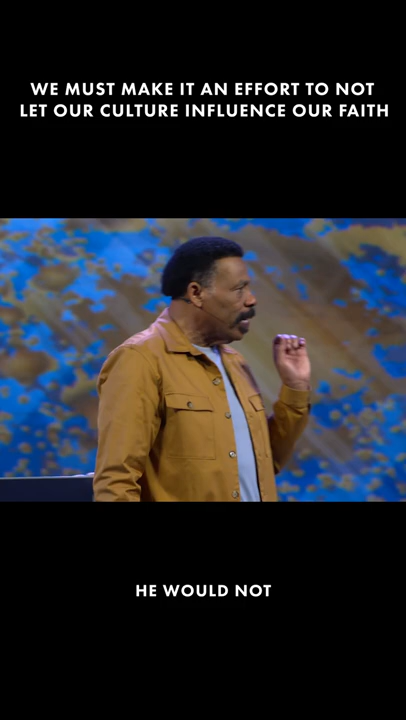 WE MUST MAKE IT AN EFFORT TO NOT
LET OUR CULTURE INFLUENCE OUR FAITH
HE WOULD NOT